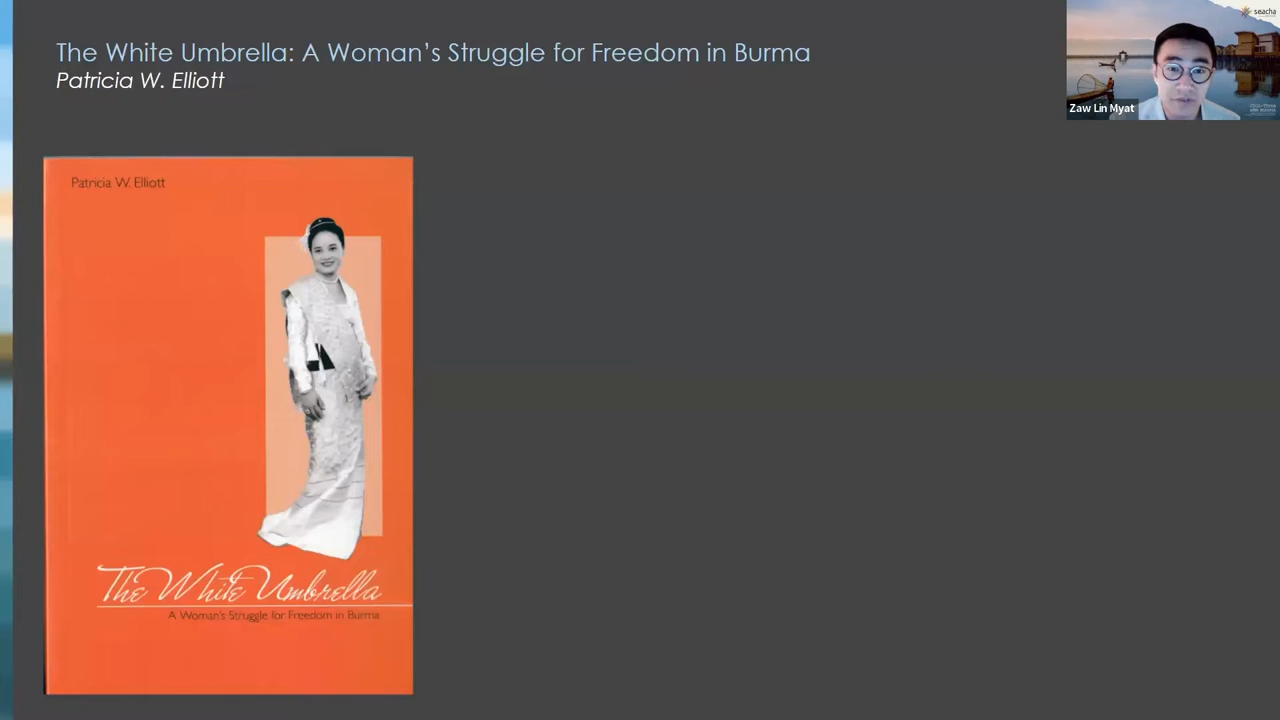 The White Umbrella: A Woman’s Struggle for Freedom in Burma
Patricia W. Elliott
seacha
Zaw Lin Myat
Patricia W. Elliott
The White Umbrella
A Woman's Struggle for Freedom in Burma